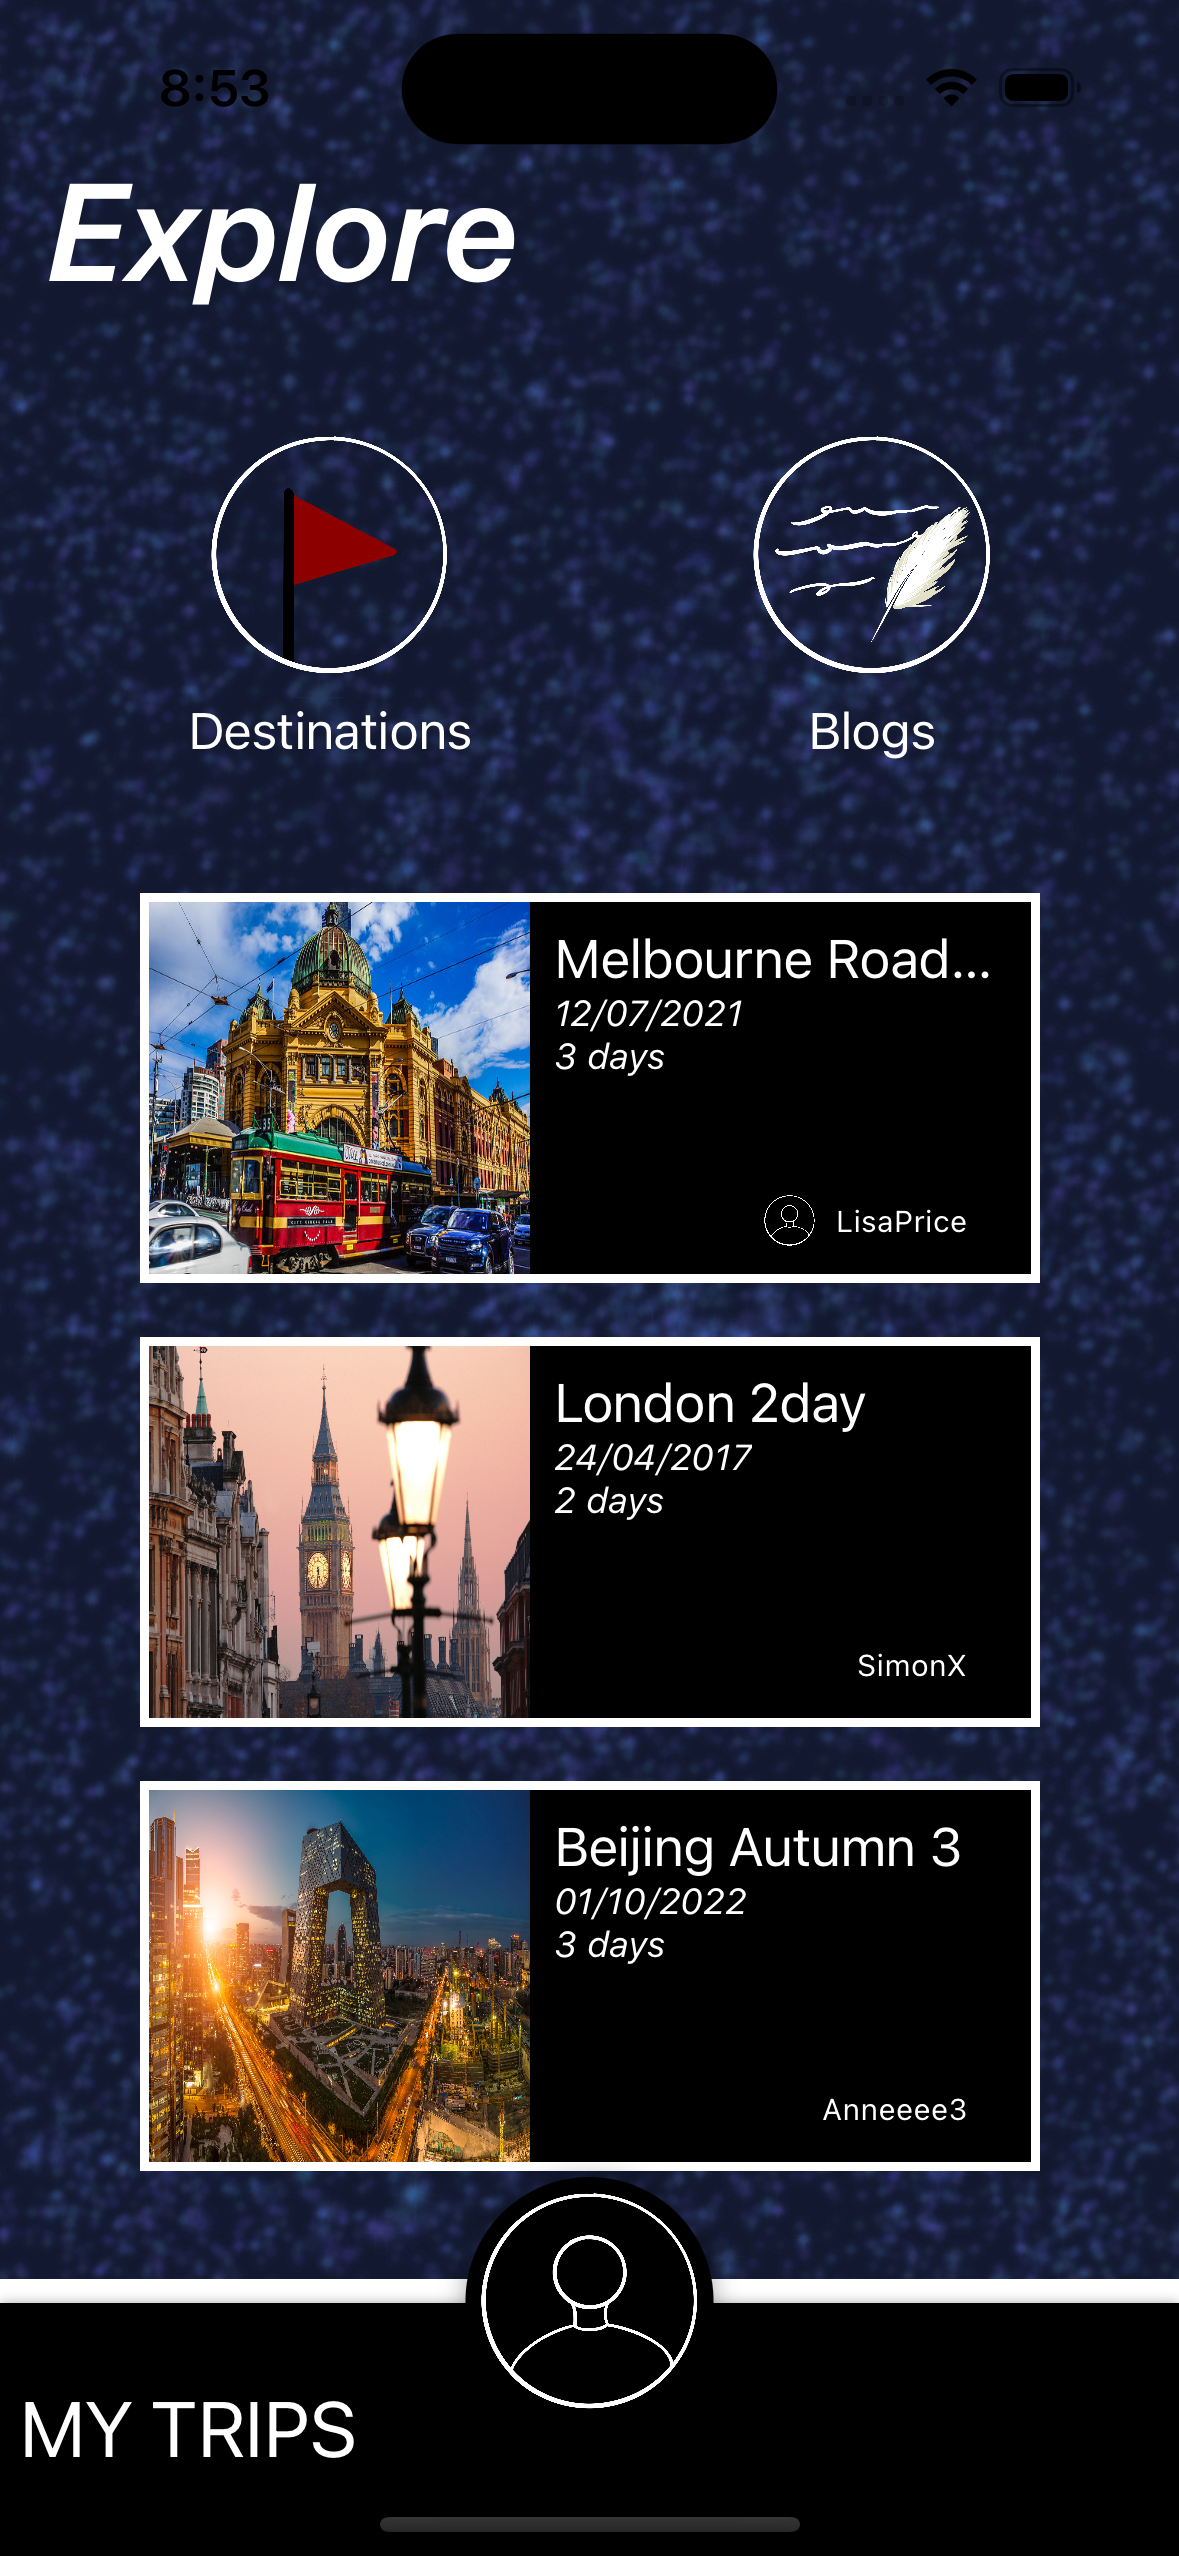 8:53
Explore
Destinations
Blogs
Melbourne Road...
12/07/2021
3 days
LisaPrice
London 2day
24/04/2017
2 days
SimonX
Beijing Autumn 3
01/10/2022
3 days
Anneeee3
MY TRIPS